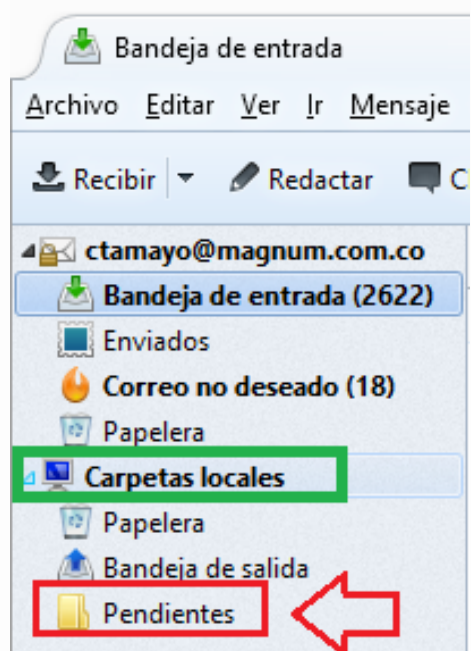 Bandeja de entrada
Archivo Editar Ver Ir Mensaje
Recibir Redactar C
ctamayo@magnum.com.co
Bandeja de entrada (2622)
Enviados
Correo no deseado (18)
Papelera
Carpetas locales
Papelera
Bandeja de salida
Pendientes